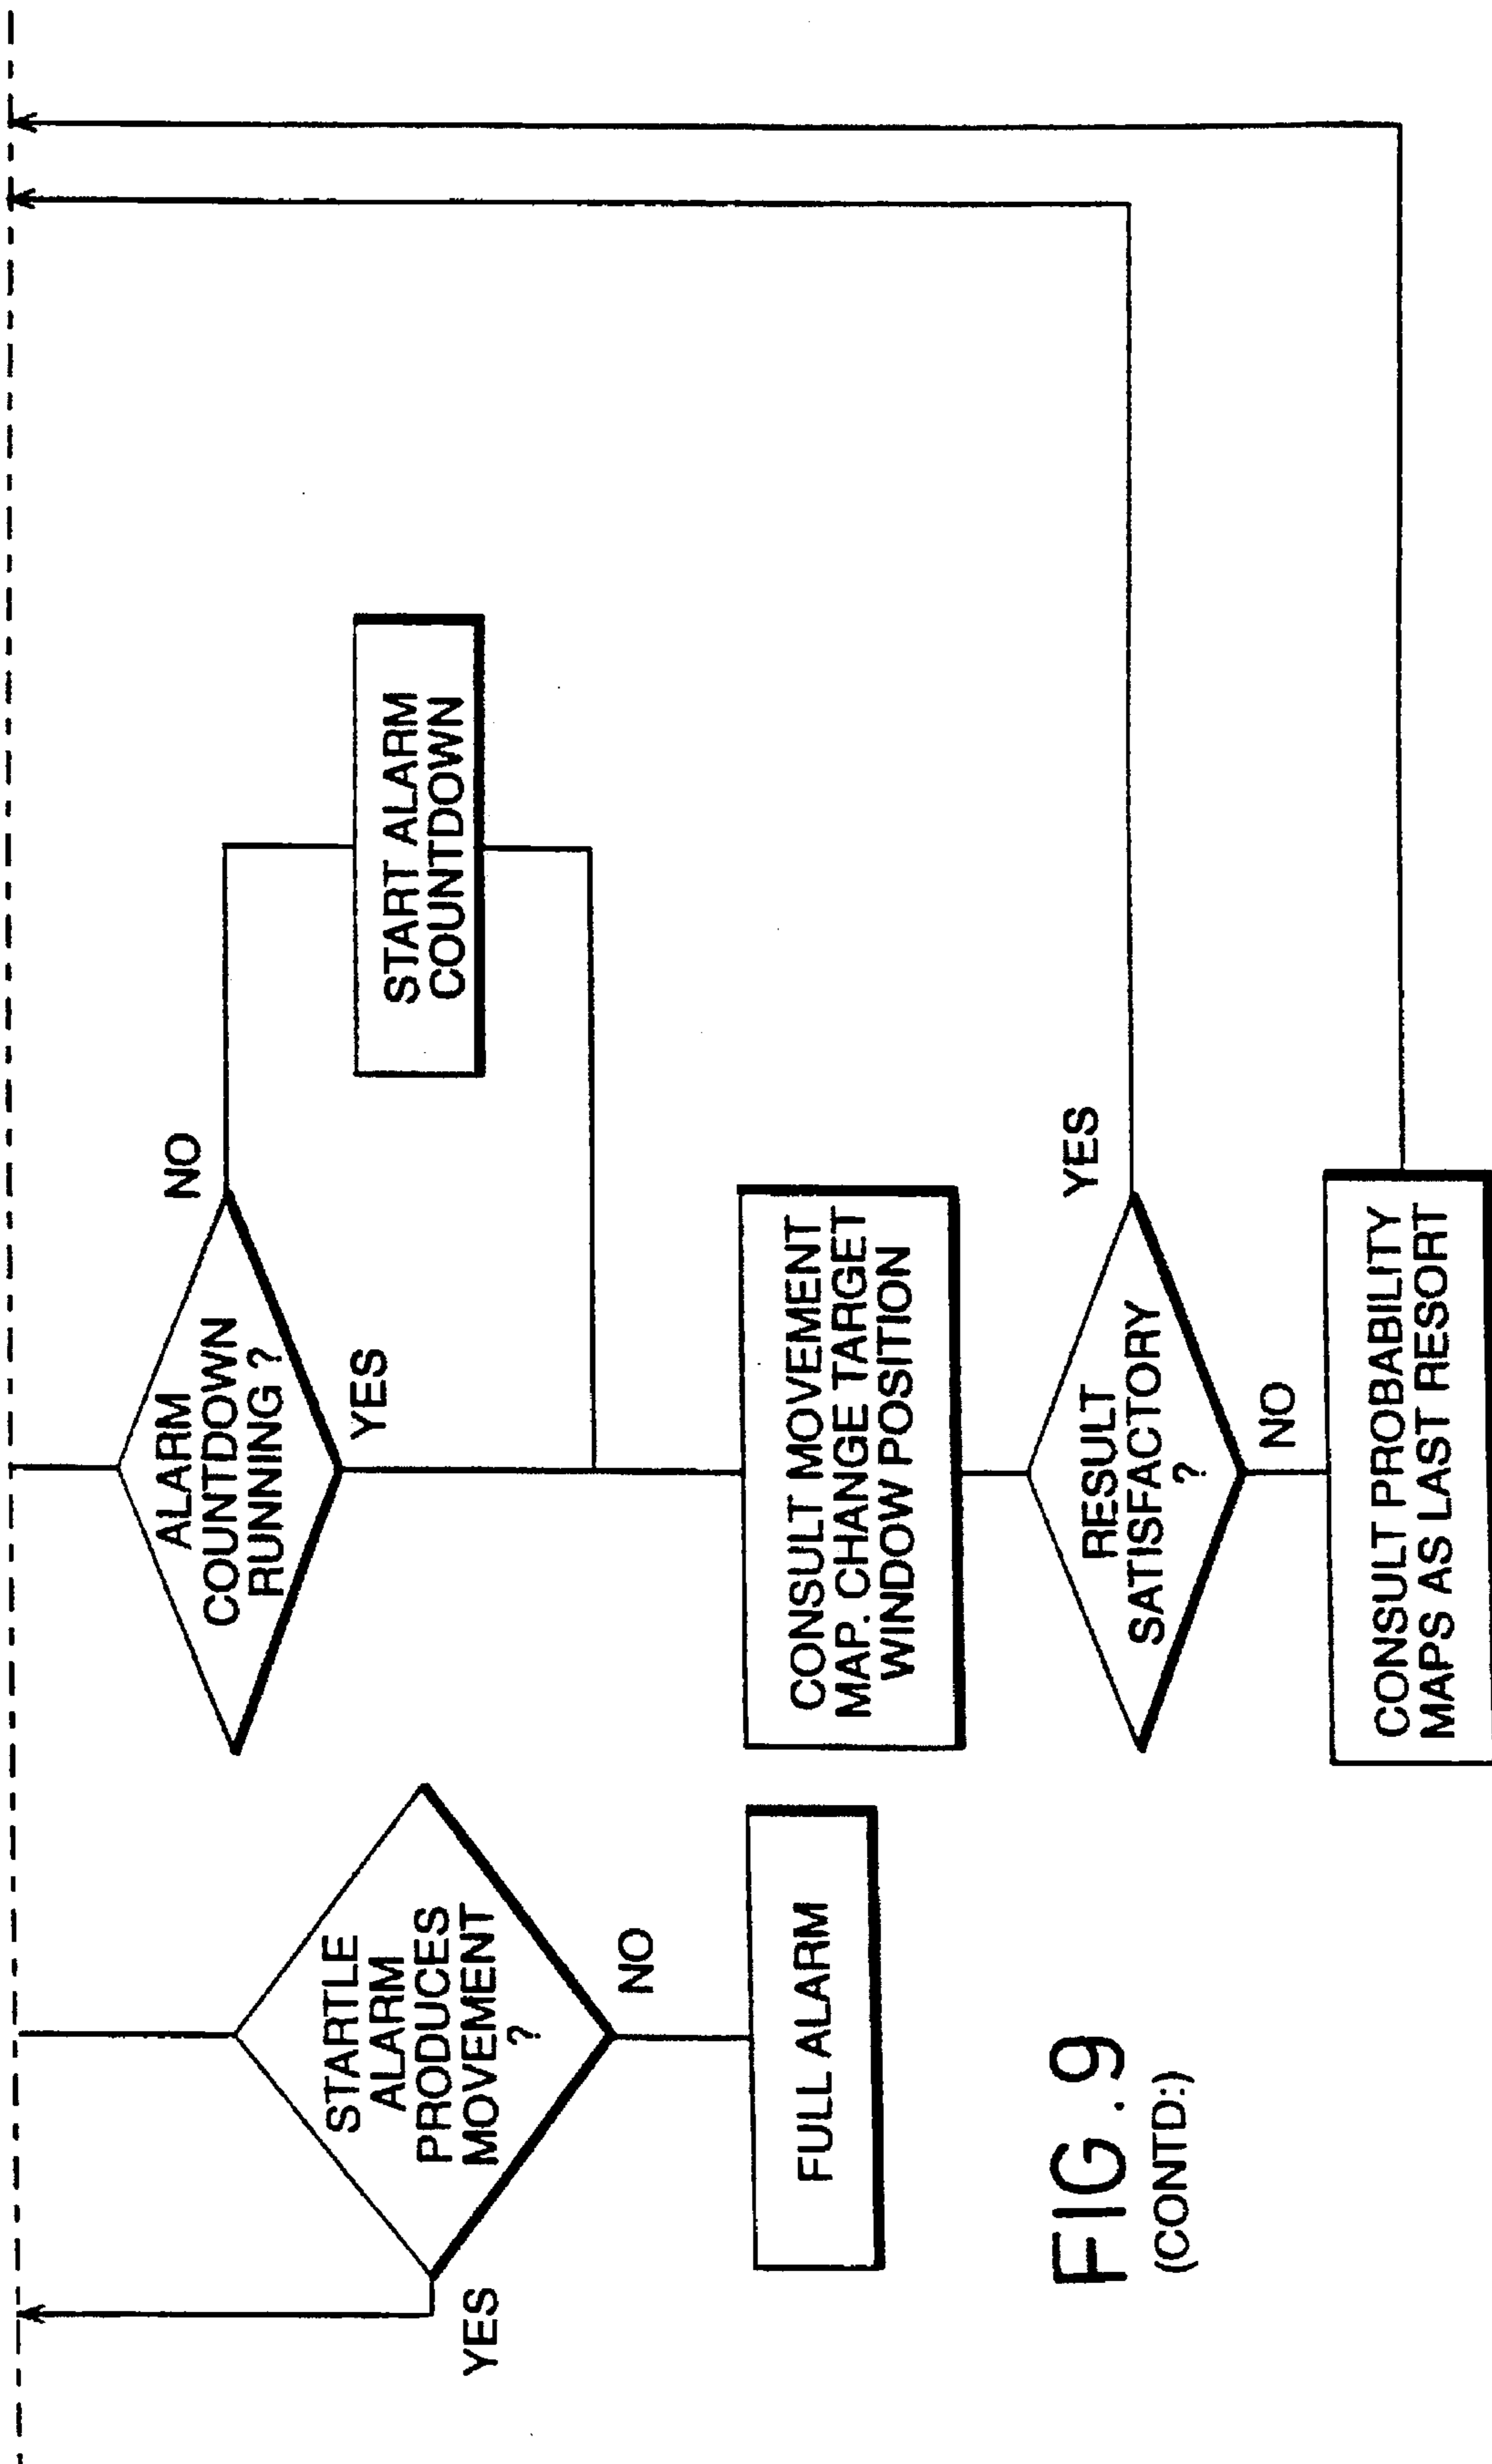 STARTLE
ALARM
PRODUCES
MOVEMENT
?
YES
NO
FULL ALARM
ALARM
COUNTDOWN
RUNNING ?
NO
YES
START ALARM
COUNTDOWN
CONSULT MOVEMENT
MAP. CHANGE TARGET
WINDOW POSITION
RESULT
SATISFACTORY
?
YES
NO
CONSULT PROBABILITY
MAPS AS LAST RESORT
FIG. 9
(CONTD:)